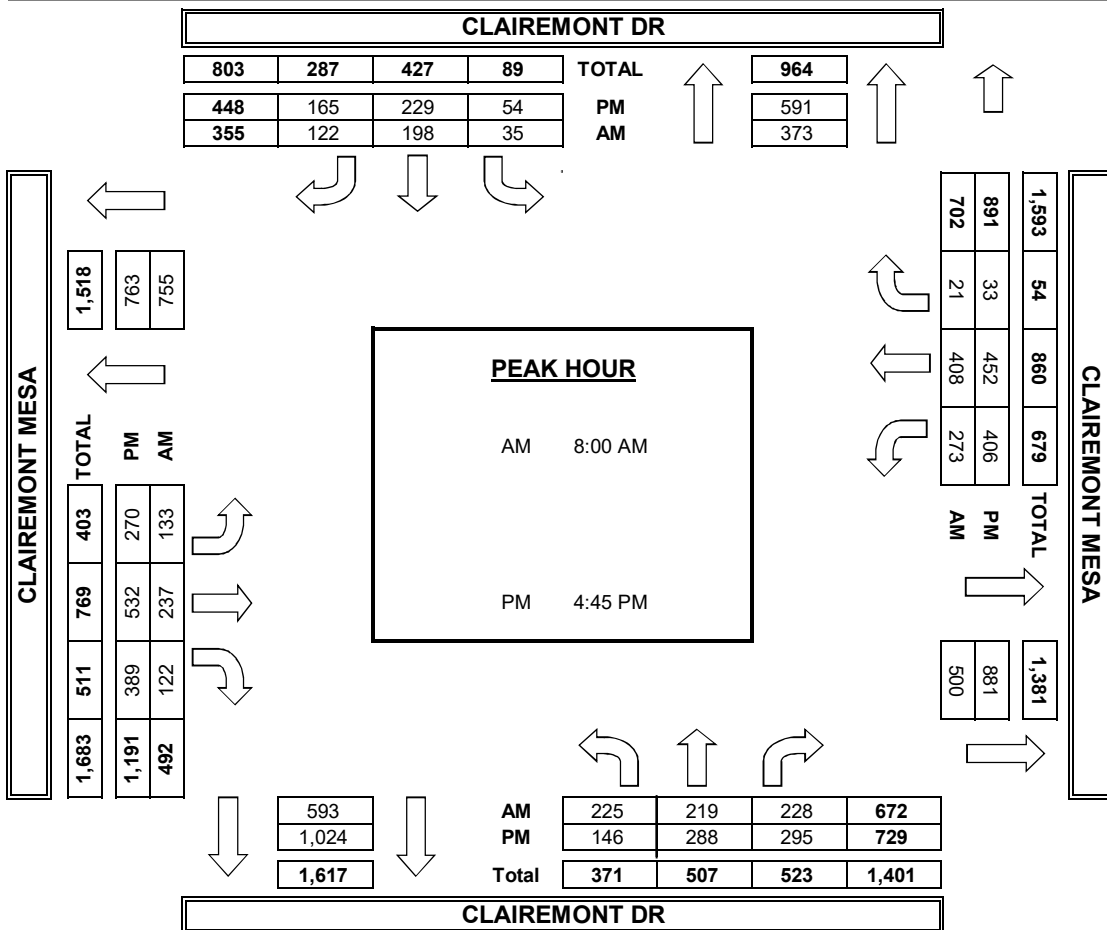 CLAIREMONT DR
803 287 427 89 TOTAL 964
448 165 229 54 PM 591
355 122 198 35 AM 373
CLAIREMONT MESA
1,518
763
755
TOTAL 403 769 511 1,683
PM 270 532 389 1,191
AM 133 237 122 492
PEAK HOUR
AM 8:00 AM
PM 4:45 PM
1,593 54 860 679 TOTAL
891 33 452 406 PM
702 21 408 273 AM
1,381
881
500
CLAIREMONT MESA
593 AM 225 219 228 672
1,024 PM 146 288 295 729
1,617 Total 371 507 523 1,401
CLAIREMONT DR